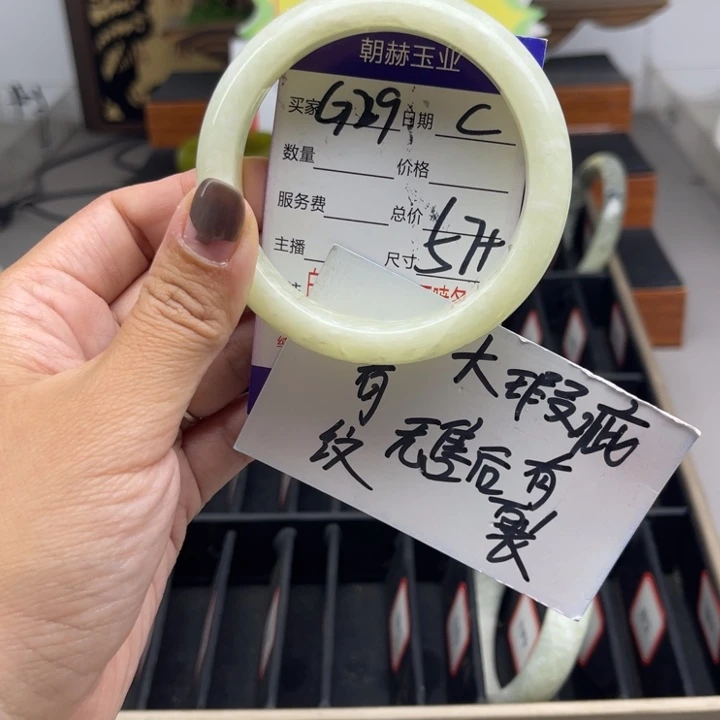 朝赫玉业
买家 G29 日期 C
数量 价格
服务费 总价
主播 尺寸 57+
大瑕疵
有纹 无售后 有裂